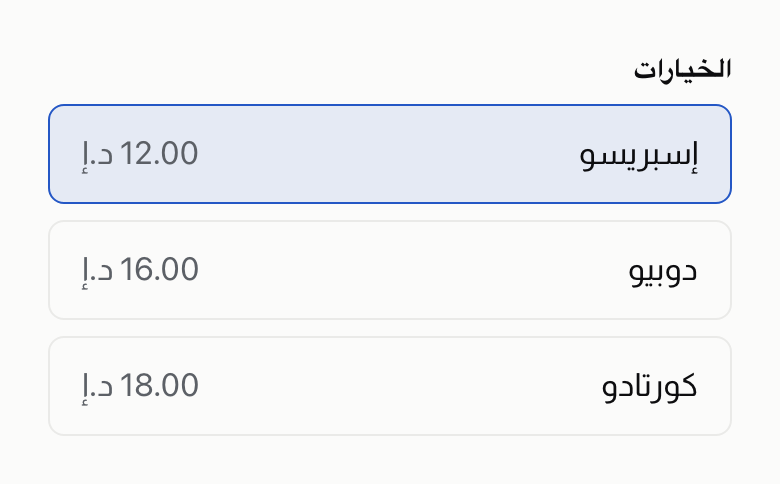 الخيارات
إسبريسو 12.00 د.إ
دوبيو 16.00 د.إ
كورتادو 18.00 د.إ